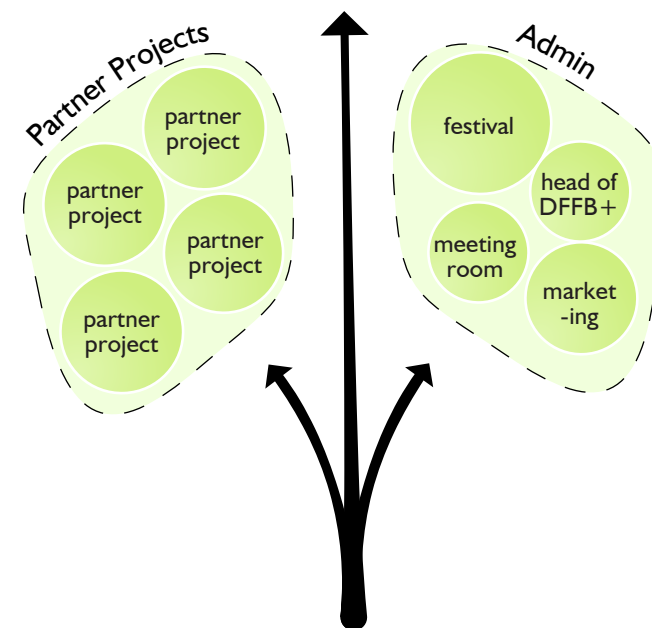 Partner Projects
partner
project
partner
project
partner
project
partner
project
Admin
festival
head of
DFFB+
meeting
room
market
-ing